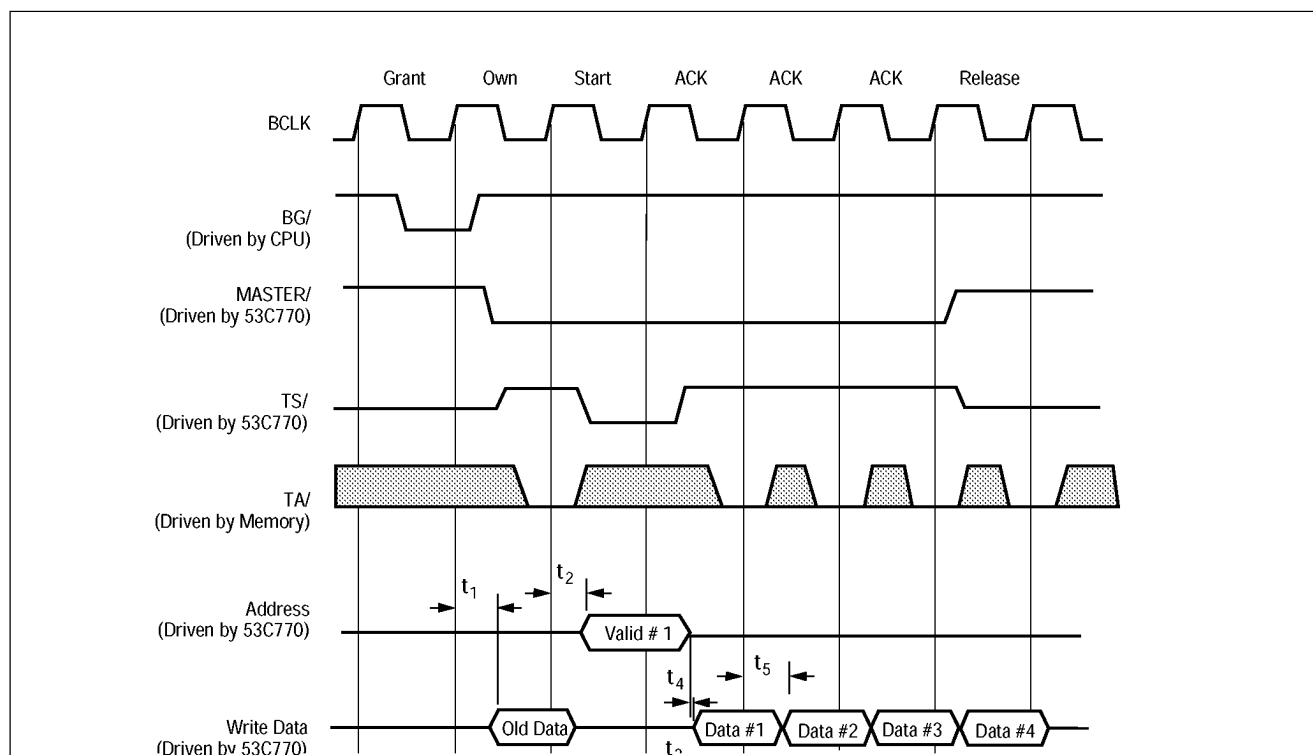 Grant Own Start ACK ACK ACK Release
BCLK
BG/
(Driven by CPU)
MASTER/
(Driven by 53C770)
TS/
(Driven by 53C770)
TA/
(Driven by Memory)
t1
t2
Address
(Driven by 53C770)
Valid # 1
t4
t5
Write Data
(Driven by 53C770)
Old Data
Data #1
Data #2
Data #3
Data #4